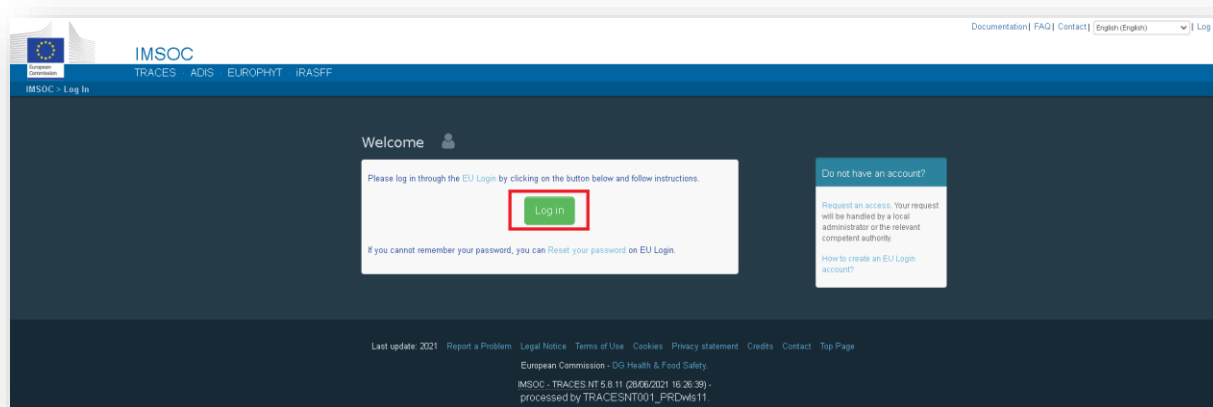 Documentation| FAQ| Contact| English (English) | Log
European
Commission
IMSOC
TRACES · ADIS · EUROPHYT · iRASFF
IMSOC > Log In
Welcome
Please log in through the EU Login by clicking on the button below and follow instructions.
Log in
If you cannot remember your password, you can Reset your password on EU Login.
Do not have an account?
Request an access. Your request
will be handled by a local
administrator or the relevant
competent authority.
How to create an EU Login
account?
Last update: 2021 Report a Problem Legal Notice Terms of Use Cookies Privacy statement Credits Contact Top Page
European Commission - DG Health & Food Safety.
IMSOC - TRACES NT 5.8.11 (28/06/2021 16:26:39) -
processed by TRACESNT001_PRDwls11.